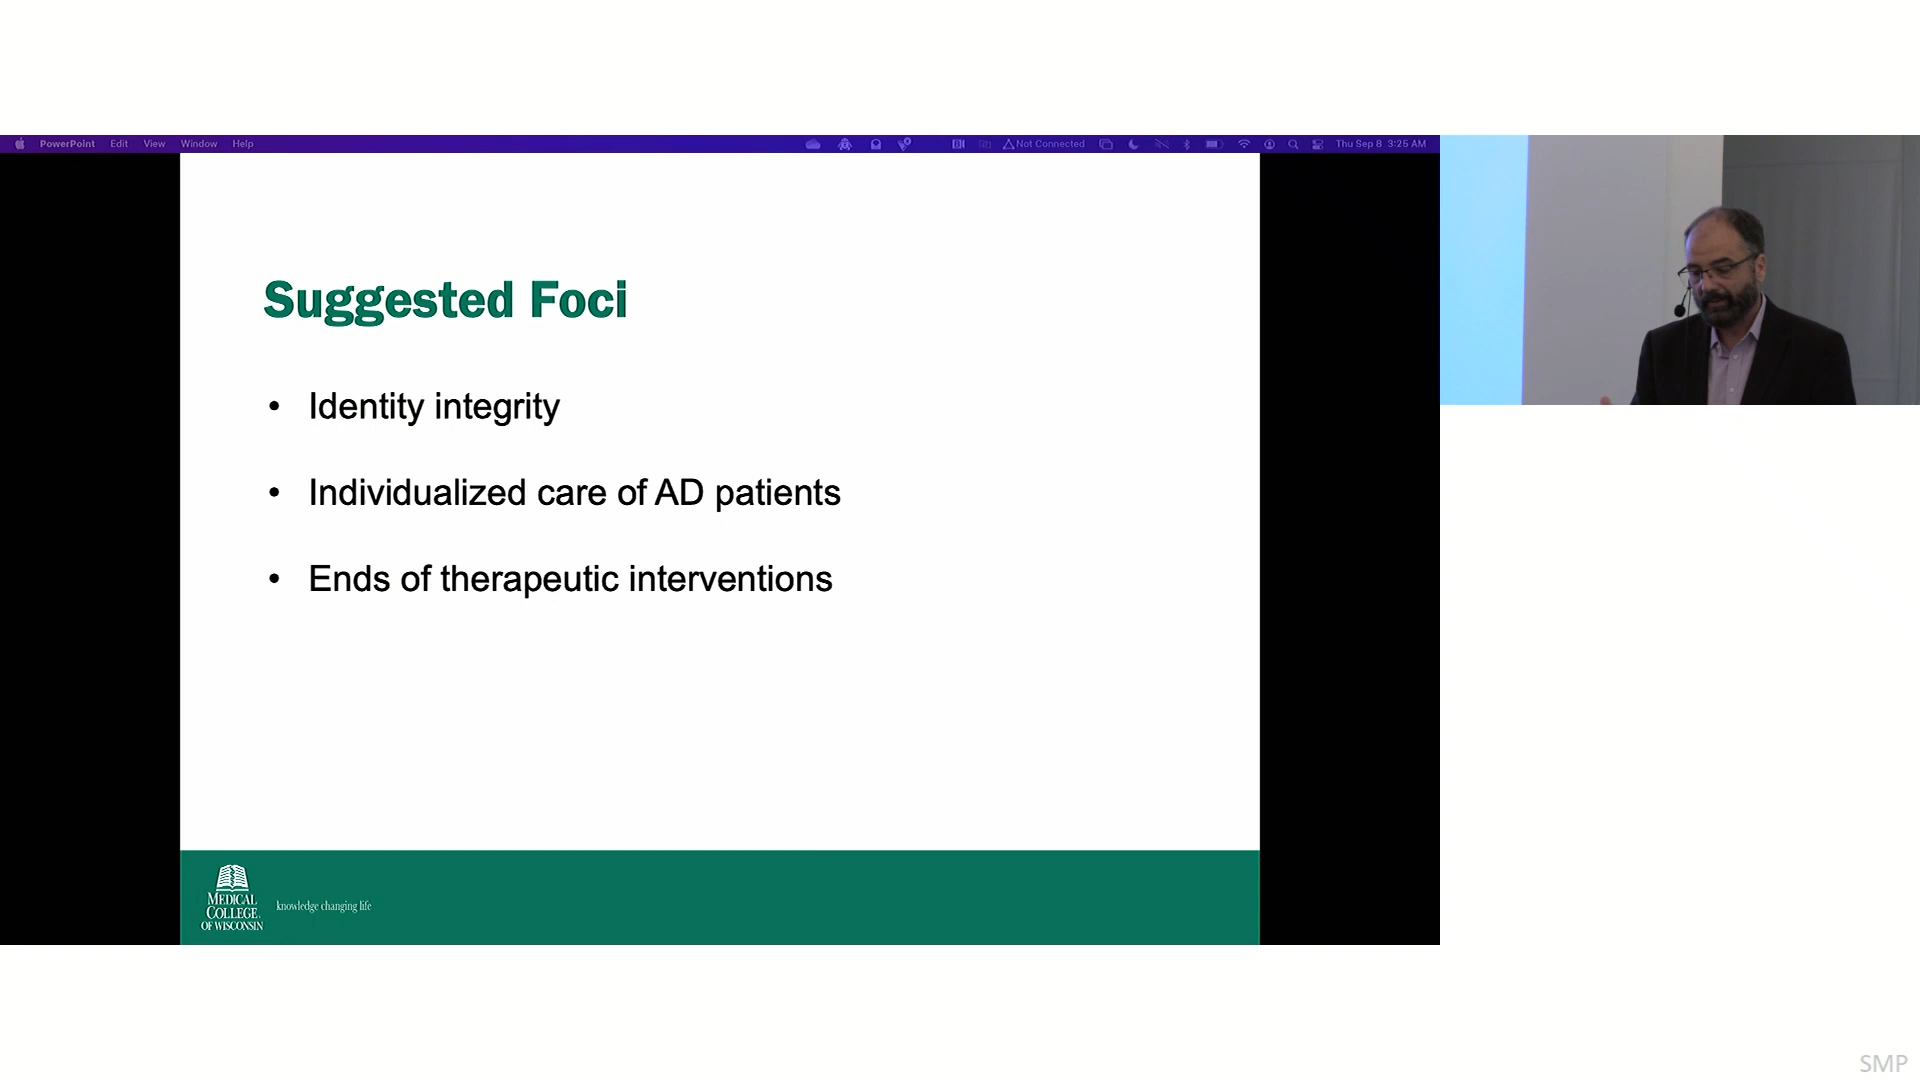 PowerPoint Edit View Window Help Not Connected Thu Sep 8 3:25 AM
Suggested Foci
• Identity integrity
• Individualized care of AD patients
• Ends of therapeutic interventions
MEDICAL
COLLEGE
OF WISCONSIN
knowledge changing life
SMP